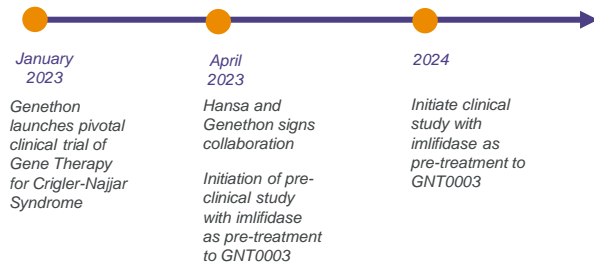 January
2023
Genethon
launches pivotal
clinical trial of
Gene Therapy
for Crigler-Najjar
Syndrome
April
2023
Hansa and
Genethon signs
collaboration
Initiation of pre-
clinical study
with imlifidase
as pre-treatment
to GNT0003
2024
Initiate clinical
study with
imlifidase as
pre-treatment to
GNT0003